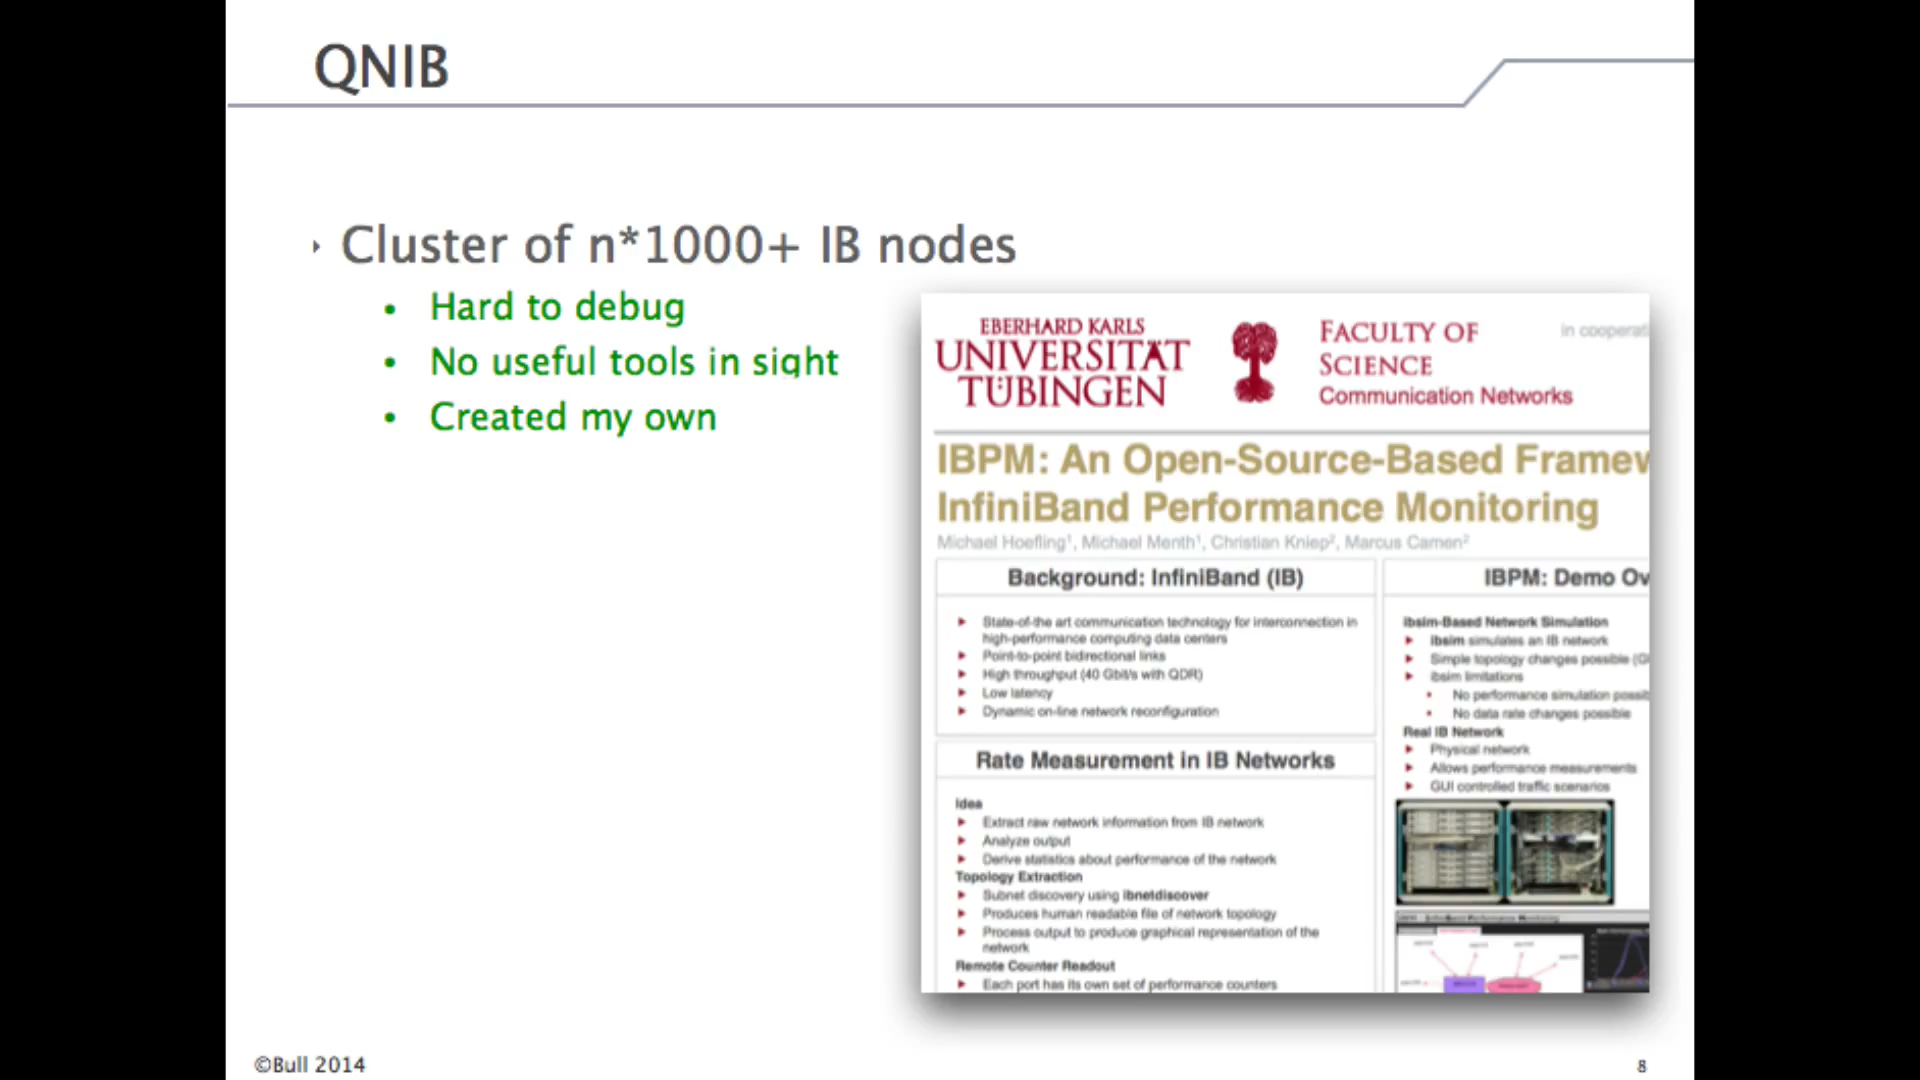 QNIB
Cluster of n*1000+ IB nodes
• Hard to debug
• No useful tools in sight
• Created my own
EBERHARD KARLS
UNIVERSITÄT
TÜBINGEN
FACULTY OF
SCIENCE
Communication Networks
in cooperati
IBPM: An Open-Source-Based Framew
InfiniBand Performance Monitoring
Michael Hoefling¹, Michael Menth¹, Christian Kniep², Marcus Camen²
Background: InfiniBand (IB)
State-of-the art communication technology for interconnection in
high-performance computing data centers
Point-to-point bidirectional links
High throughput (40 Gbit/s with QDR)
Low latency
Dynamic on-line network reconfiguration
Rate Measurement in IB Networks
Idea
Extract raw network information from IB network
Analyze output
Derive statistics about performance of the network
Topology Extraction
Subnet discovery using ibnetdiscover
Produces human readable file of network topology
Process output to produce graphical representation of the
network
Remote Counter Readout
Each port has its own set of performance counters
IBPM: Demo Ov
ibsim-Based Network Simulation
ibsim simulates an IB network
Simple topology changes possible (G
ibsim limitations
No performance simulation possib
No data rate changes possible
Real IB Network
Physical network
Allows performance measurements
GUI controlled traffic scenarios
©Bull 2014
8